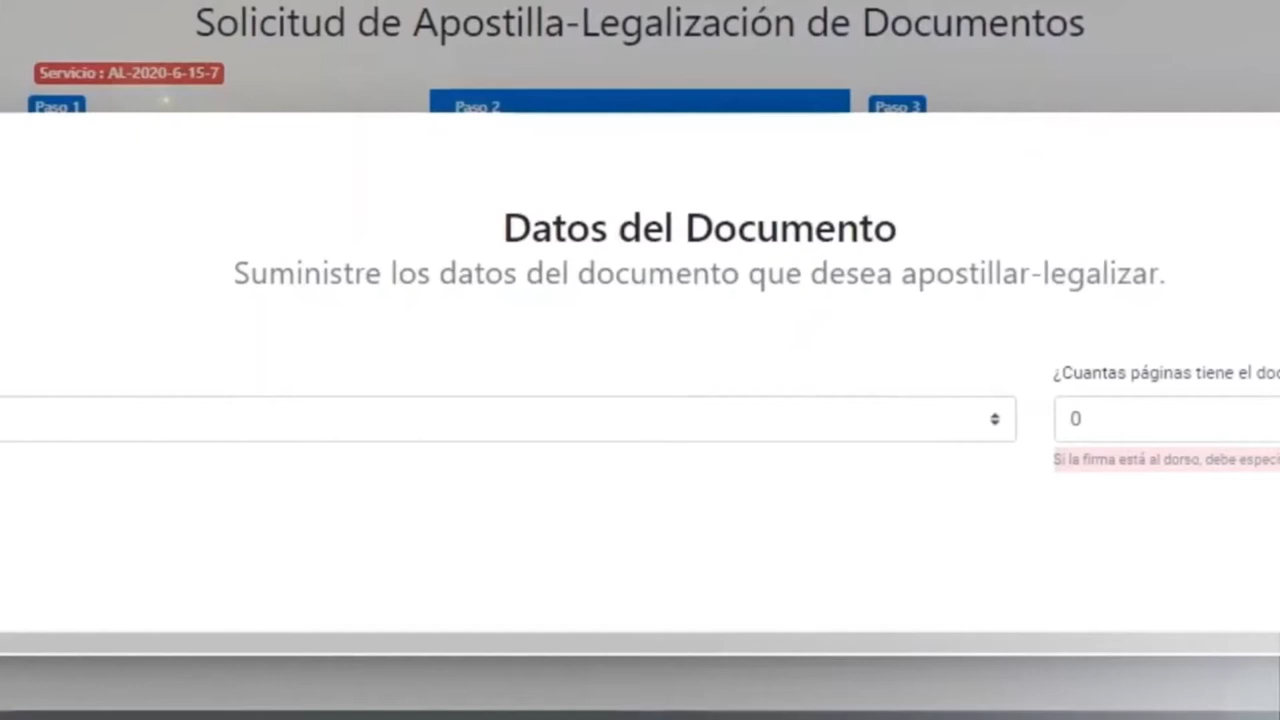 Solicitud de Apostilla-Legalización de Documentos
Servicio : AL-2020-6-15-7
Paso 1
Paso 2
Paso 3
Datos del Documento
Suministre los datos del documento que desea apostillar-legalizar.
¿Cuantas páginas tiene el doc
0
Si la firma está al dorso, debe especi